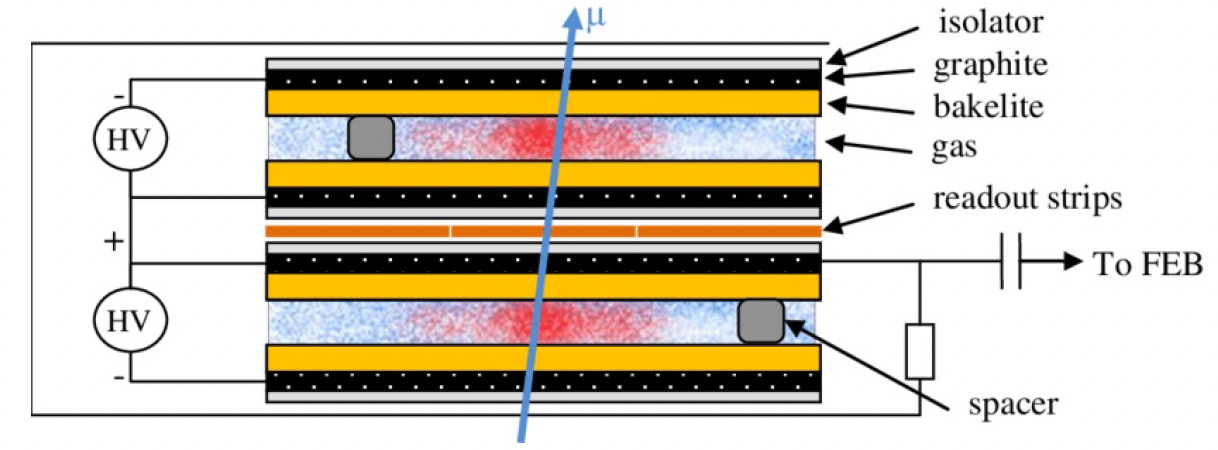 μ
isolator
graphite
bakelite
gas
readout strips
To FEB
spacer
-
HV
+
HV
-